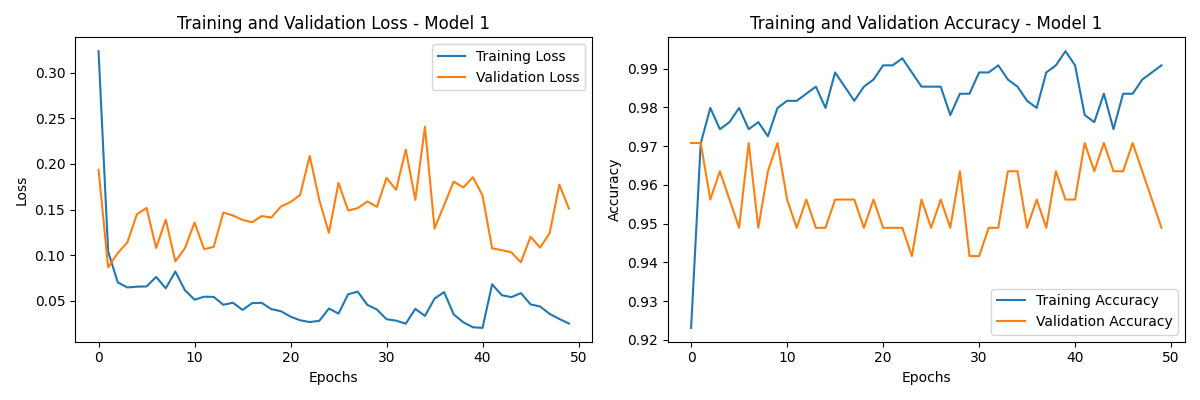 Training and Validation Loss - Model 1
Loss
0.30
0.25
0.20
0.15
0.10
0.05
0
10
20
30
40
50
Epochs
Training Loss
Validation Loss
Training and Validation Accuracy - Model 1
Accuracy
0.99
0.98
0.97
0.96
0.95
0.94
0.93
0.92
0
10
20
30
40
50
Epochs
Training Accuracy
Validation Accuracy